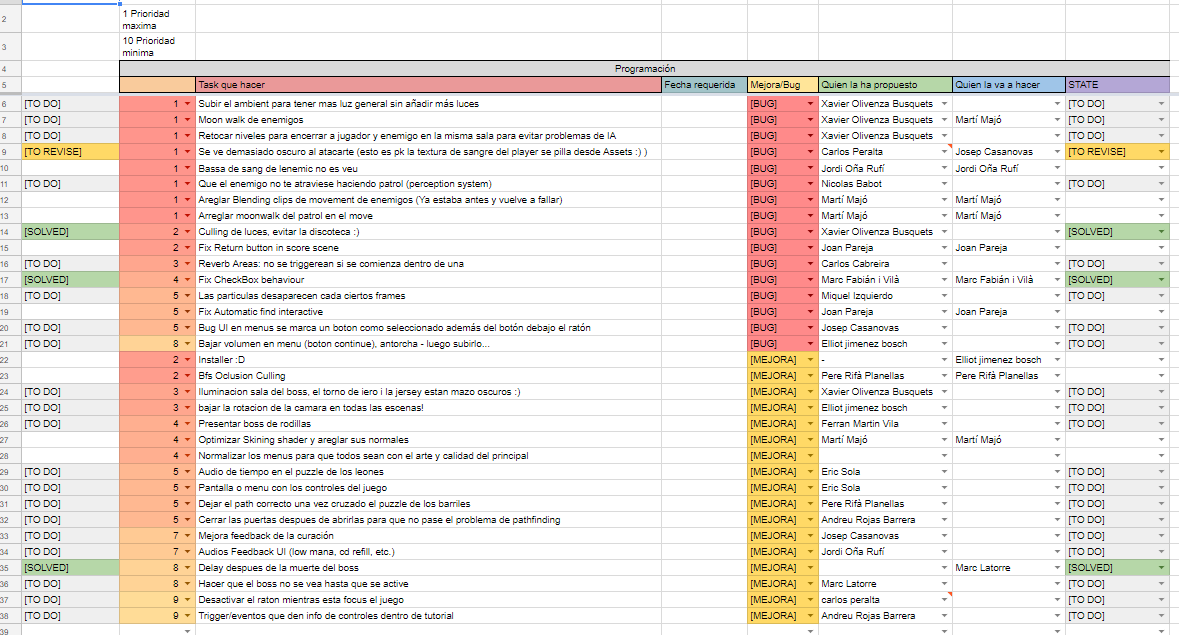 2 1 Prioridad
maxima
3 10 Prioridad
minima
4 Programación
5 Task que hacer Fecha requerida Mejora/Bug Quien la ha propuesto Quien la va a hacer STATE
6 [TO DO] 1 Subir el ambient para tener mas luz general sin añadir más luces [BUG] Xavier Olivenza Busquets [TO DO]
7 [TO DO] 1 Moon walk de enemigos [BUG] Xavier Olivenza Busquets Martí Majó [TO DO]
8 [TO DO] 1 Retocar niveles para encerrar a jugador y enemigo en la misma sala para evitar problemas de IA [BUG] Xavier Olivenza Busquets [TO DO]
9 [TO REVISE] 1 Se ve demasiado oscuro al atacarte (esto es pk la textura de sangre del player se pilla desde Assets :) ) [BUG] Carles Peralta Josep Casanovas [TO REVISE]
10 1 Bassa de sang de lenemic no es veu [BUG] Jordi Oña Rufí Jordi Oña Rufí
11 [TO DO] 1 Que el enemigo no te atraviese haciendo patrol (perception system) [BUG] Nicolas Babot [TO DO]
12 1 Areglar Blending clips de movement de enemigos (Ya estaba antes y vuelve a fallar) [BUG] Martí Majó Martí Majó
13 1 Arreglar moonwalk del patrol en el move [BUG] Martí Majó Martí Majó
14 [SOLVED] 2 Culling de luces, evitar la discoteca :) [BUG] Xavier Olivenza Busquets [SOLVED]
15 2 Fix Return button in score scene [BUG] Joan Pareja Joan Pareja
16 [TO DO] 3 Reverb Areas: no se triggerean si se comienza dentro de una [BUG] Carlos Cabreira [TO DO]
17 [SOLVED] 4 Fix CheckBox behaviour [BUG] Marc Fabián i Vilà Marc Fabián i Vilà [SOLVED]
18 [TO DO] 5 Las particulas desaparecen cada ciertos frames [BUG] Miquel Izquierdo [TO DO]
19 5 Fix Automatic find interactive [BUG] Joan Pareja Joan Pareja
20 [TO DO] 5 Bug UI en menus se marca un boton como seleccionado además del botón debajo el ratón [BUG] Josep Casanovas [TO DO]
21 [TO DO] 8 Bajar volumen en menu (boton continue), antorcha - luego subirlo... [BUG] Elliot jimenez bosch [TO DO]
22 2 Installer :D [MEJORA] - Elliot jimenez bosch
23 2 Bfs Oclusion Culling [MEJORA] Pere Rifà Planellas Pere Rifà Planellas
24 [TO DO] 3 Iluminacion sala del boss, el torno de iero i la jersey estan mazo oscuros :) [MEJORA] Xavier Olivenza Busquets [TO DO]
25 [TO DO] 3 bajar la rotacion de la camara en todas las escenas! [MEJORA] Elliot jimenez bosch [TO DO]
26 [TO DO] 4 Presentar boss de rodillas [MEJORA] Ferran Martin Vila [TO DO]
27 4 Optimizar Skining shader y areglar sus normales [MEJORA] Martí Majó Martí Majó
28 4 Normalizar los menus para que todos sean con el arte y calidad del principal [MEJORA]
29 [TO DO] 5 Audio de tiempo en el puzzle de los leones [MEJORA] Eric Sola [TO DO]
30 [TO DO] 5 Pantalla o menu con los controles del juego [MEJORA] Eric Sola [TO DO]
31 [TO DO] 5 Dejar el path correcto una vez cruzado el puzzle de los barriles [MEJORA] Pere Rifà Planellas [TO DO]
32 [TO DO] 5 Cerrar las puertas despues de abrirlas para que no pase el problema de pathfinding [MEJORA] Andreu Rojas Barrera [TO DO]
33 [TO DO] 7 Mejora feedback de la curación [MEJORA] Josep Casanovas [TO DO]
34 [TO DO] 7 Audios Feedback UI (low mana, cd refill, etc.) [MEJORA] Jordi Oña Rufí [TO DO]
35 [SOLVED] 8 Delay despues de la muerte del boss [MEJORA] Marc Latorre [SOLVED]
36 [TO DO] 8 Hacer que el boss no se vea hasta que se active [MEJORA] Marc Latorre [TO DO]
37 [TO DO] 9 Desactivar el raton mientras esta focus el juego [MEJORA] carles peralta [TO DO]
38 [TO DO] 9 Trigger/eventos que den info de controles dentro de tutorial [MEJORA] Andreu Rojas Barrera [TO DO]
39